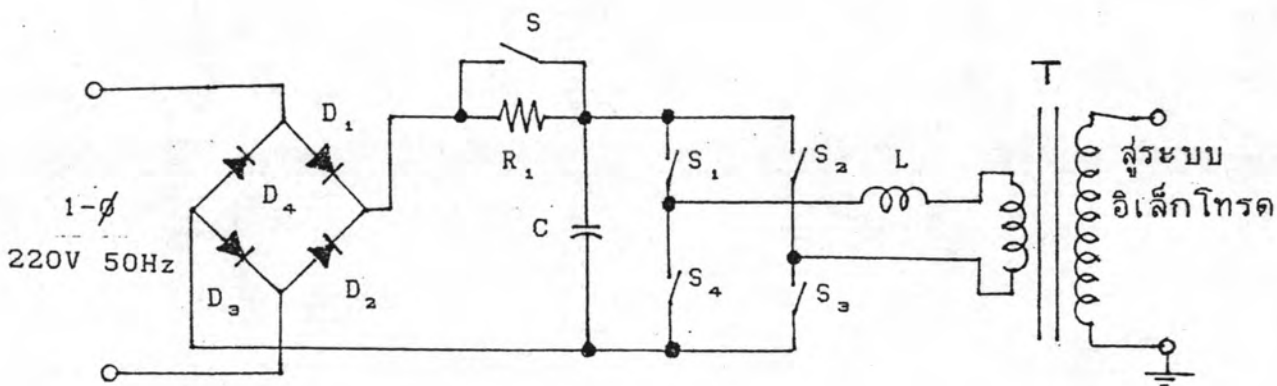 S
T
D₁
R₁
S₁
S₂
L
สู่ระบบ
อิเล็กโทรด
1-Ø
D₄
C
220V 50Hz
D₃
D₂
S₄
S₃